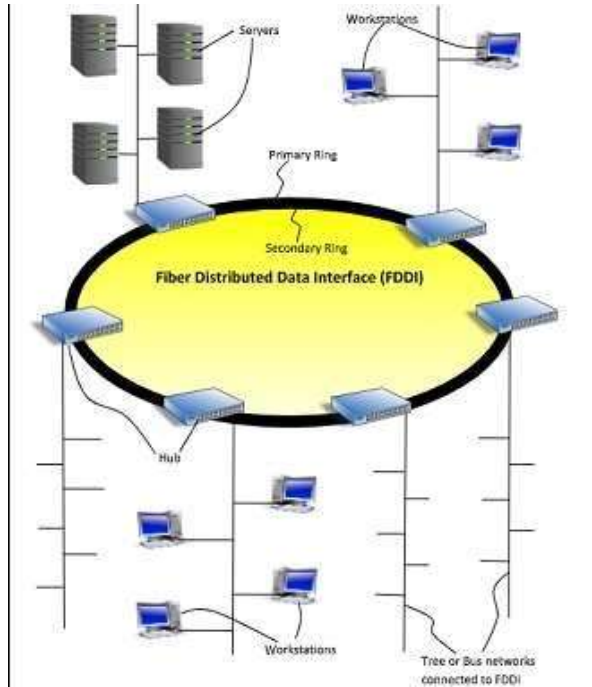 Workstations
Servers
Primary Ring
Secondary Ring
Fiber Distributed Data Interface (FDDI)
Hub
Workstations
Tree or Bus networks
connected to FDDI